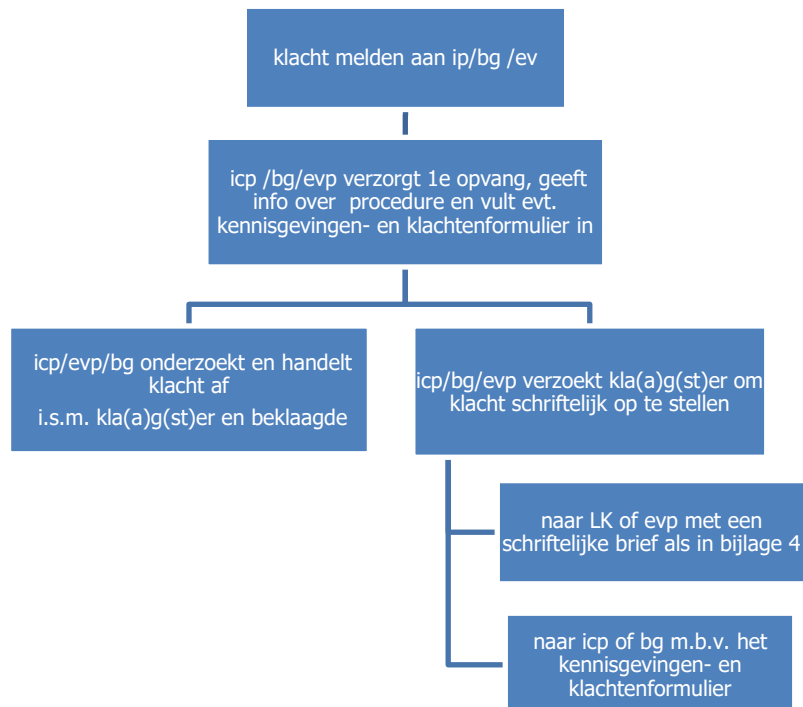 klacht melden aan ip/bg /ev
icp /bg/evp verzorgt 1e opvang, geeft
info over procedure en vult evt.
kennisgevingen- en klachtenformulier in
icp/evp/bg onderzoekt en handelt
klacht af
i.s.m. kla(a)g(st)er en beklaagde
icp/bg/evp verzoekt kla(a)g(st)er om
klacht schriftelijk op te stellen
naar LK of evp met een
schriftelijke brief als in bijlage 4
naar icp of bg m.b.v. het
kennisgevingen- en
klachtenformulier